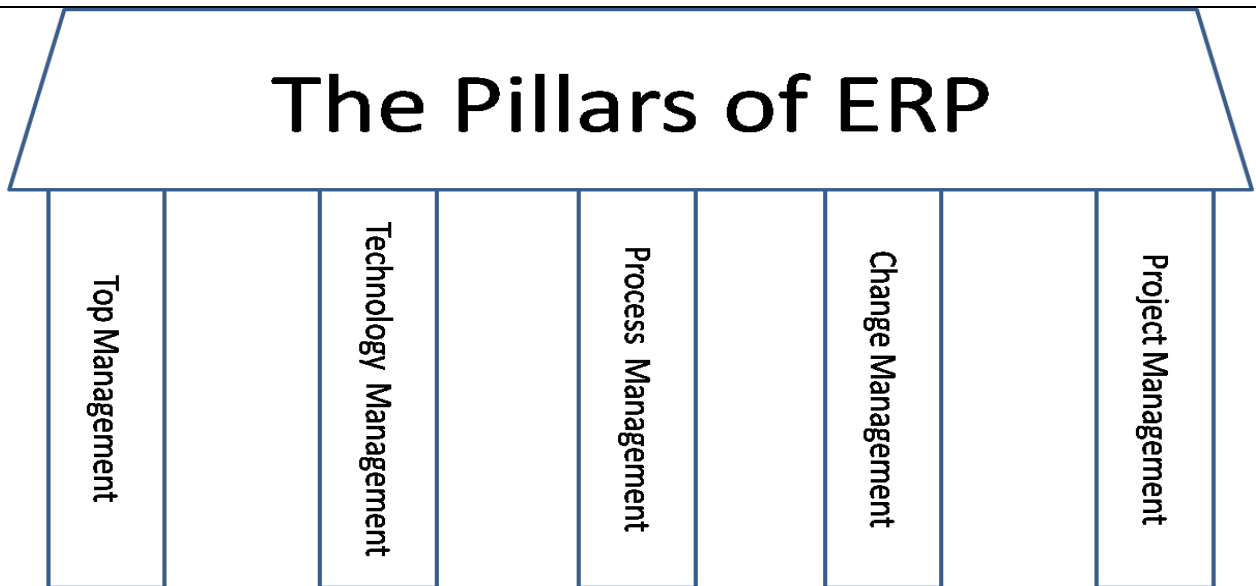 The Pillars of ERP
Top Management
Technology Management
Process Management
Change Management
Project Management